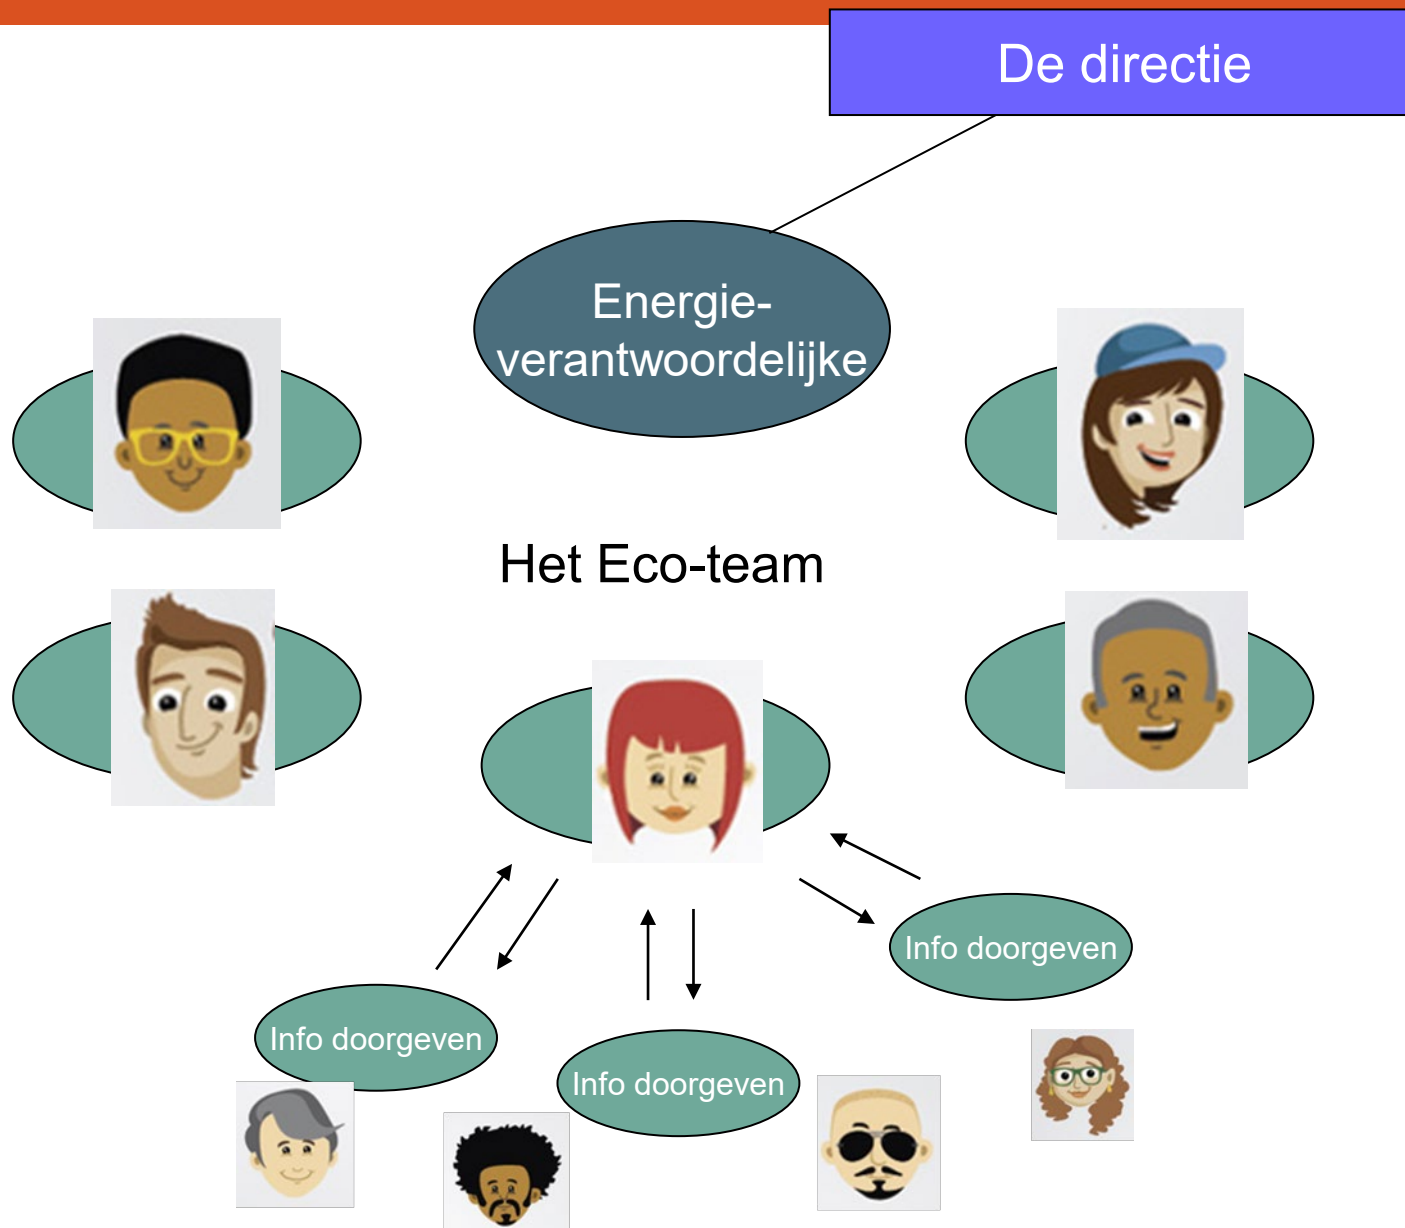 De directie
Energie-
verantwoordelijke
Het Eco-team
Info doorgeven
Info doorgeven
Info doorgeven